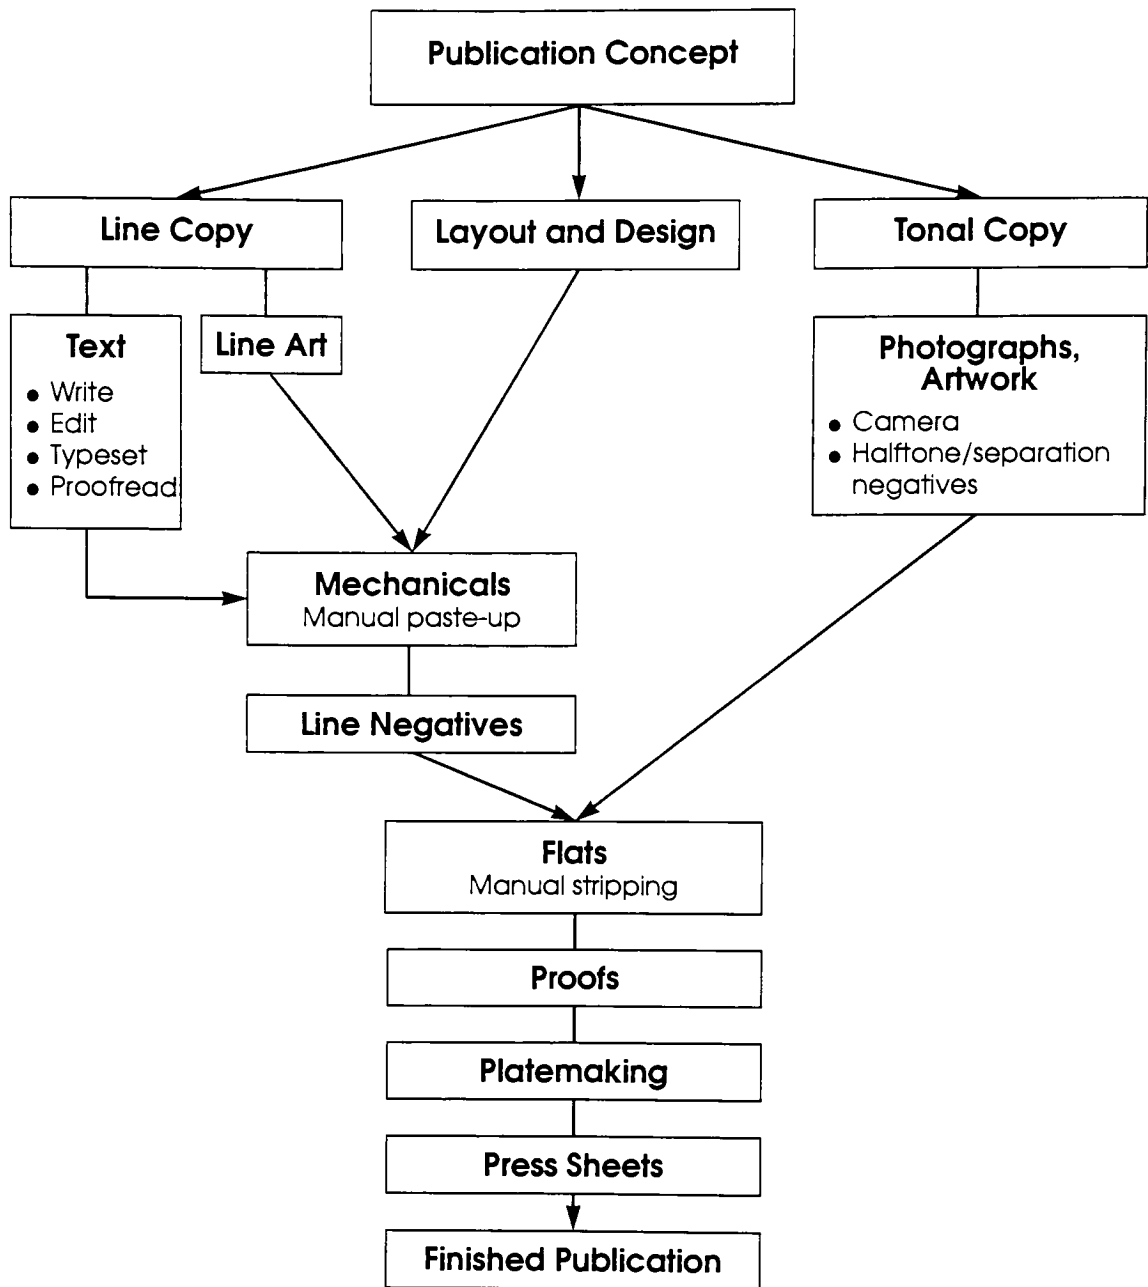 Publication Concept
Line Copy
Layout and Design
Tonal Copy
Text
● Write
● Edit
● Typeset
● Proofread
Line Art
Photographs,
Artwork
● Camera
● Halftone/separation
negatives
Mechanicals
Manual paste-up
Line Negatives
Flats
Manual stripping
Proofs
Platemaking
Press Sheets
Finished Publication